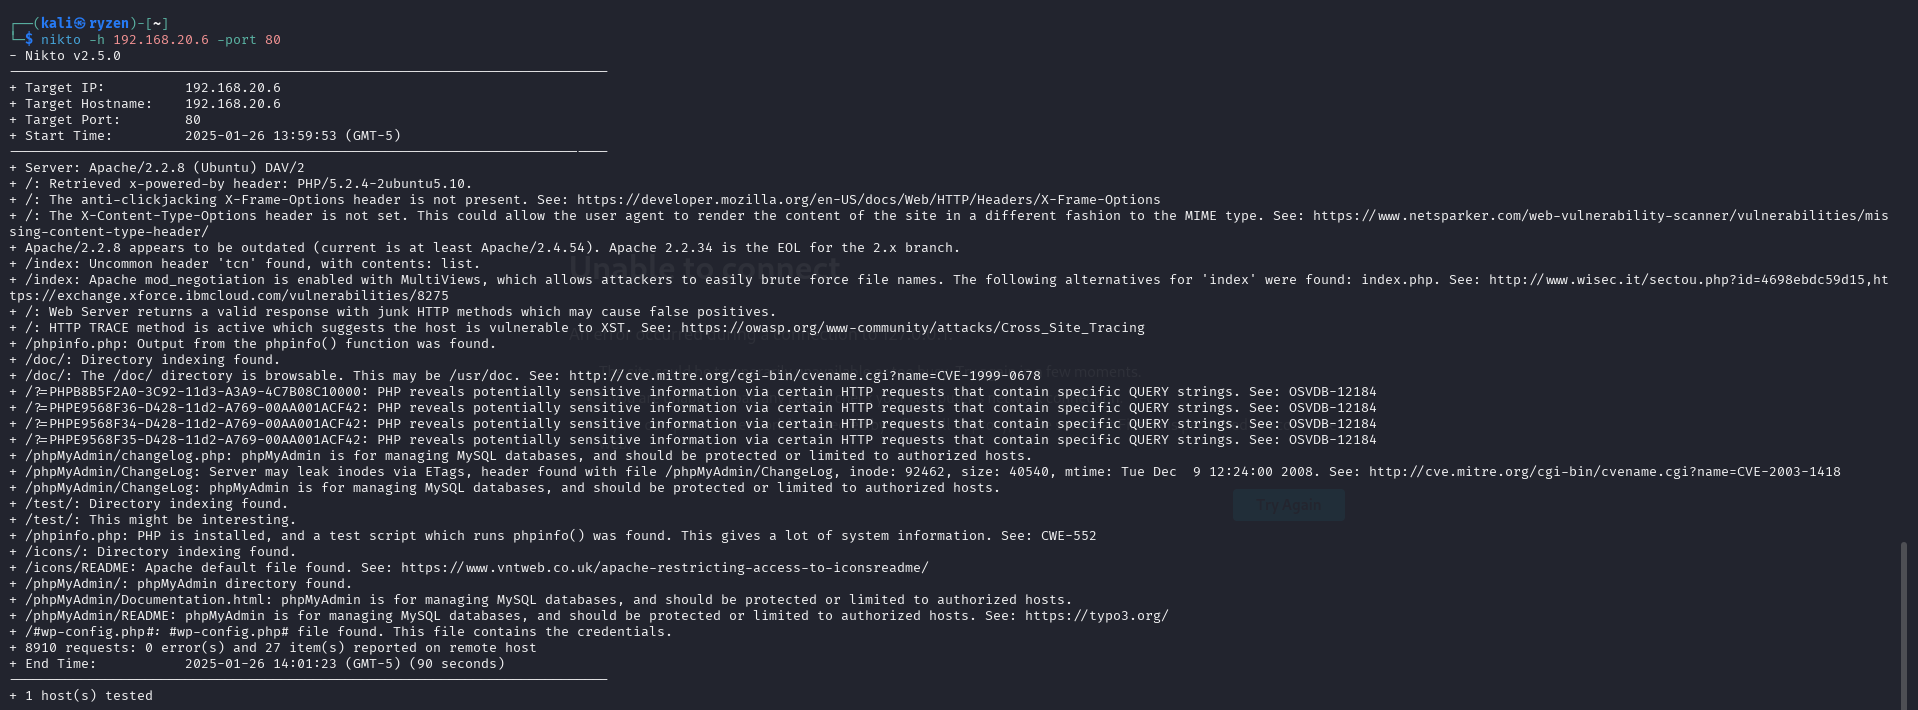 ┌──(kali㉿ryzen)-[~]
└─$ nikto -h 192.168.20.6 -port 80
- Nikto v2.5.0
---------------------------------------------------------------------------
+ Target IP:          192.168.20.6
+ Target Hostname:    192.168.20.6
+ Target Port:        80
+ Start Time:         2025-01-26 13:59:53 (GMT-5)
---------------------------------------------------------------------------
+ Server: Apache/2.2.8 (Ubuntu) DAV/2
+ /: Retrieved x-powered-by header: PHP/5.2.4-2ubuntu5.10.
+ /: The anti-clickjacking X-Frame-Options header is not present. See: https://developer.mozilla.org/en-US/docs/Web/HTTP/Headers/X-Frame-Options
+ /: The X-Content-Type-Options header is not set. This could allow the user agent to render the content of the site in a different fashion to the MIME type. See: https://www.netsparker.com/web-vulnerability-scanner/vulnerabilities/mis
sing-content-type-header/
+ Apache/2.2.8 appears to be outdated (current is at least Apache/2.4.54). Apache 2.2.34 is the EOL for the 2.x branch.
+ /index: Uncommon header 'tcn' found, with contents: list.
Unable to connect
+ /index: Apache mod_negotiation is enabled with MultiViews, which allows attackers to easily brute force file names. The following alternatives for 'index' were found: index.php. See: http://www.wisec.it/sectou.php?id=4698ebdc59d15,ht
tps://exchange.xforce.ibmcloud.com/vulnerabilities/8275
+ /: Web Server returns a valid response with junk HTTP methods which may cause false positives.
+ /: HTTP TRACE method is active which suggests the host is vulnerable to XST. See: https://owasp.org/www-community/attacks/Cross_Site_Tracing
An error occurred during a connection to
+ /phpinfo.php: Output from the phpinfo() function was found.
+ /doc/: Directory indexing found.
few moments.
+ /doc/: The /doc/ directory is browsable. This may be /usr/doc. See: http://cve.mitre.org/cgi-bin/cvename.cgi?name=CVE-1999-0678
+ /?=PHPB8B5F2A0-3C92-11d3-A3A9-4C7B08C10000: PHP reveals potentially sensitive information via certain HTTP requests that contain specific QUERY strings. See: OSVDB-12184
+ /?=PHPE9568F36-D428-11d2-A769-00AA001ACF42: PHP reveals potentially sensitive information via certain HTTP requests that contain specific QUERY strings. See: OSVDB-12184
+ /?=PHPE9568F34-D428-11d2-A769-00AA001ACF42: PHP reveals potentially sensitive information via certain HTTP requests that contain specific QUERY strings. See: OSVDB-12184
+ /?=PHPE9568F35-D428-11d2-A769-00AA001ACF42: PHP reveals potentially sensitive information via certain HTTP requests that contain specific QUERY strings. See: OSVDB-12184
+ /phpMyAdmin/changelog.php: phpMyAdmin is for managing MySQL databases, and should be protected or limited to authorized hosts.
+ /phpMyAdmin/ChangeLog: Server may leak inodes via ETags, header found with file /phpMyAdmin/ChangeLog, inode: 92462, size: 40540, mtime: Tue Dec  9 12:24:00 2008. See: http://cve.mitre.org/cgi-bin/cvename.cgi?name=CVE-2003-1418
+ /phpMyAdmin/ChangeLog: phpMyAdmin is for managing MySQL databases, and should be protected or limited to authorized hosts.
+ /test/: Directory indexing found.
Try Again
+ /test/: This might be interesting.
+ /phpinfo.php: PHP is installed, and a test script which runs phpinfo() was found. This gives a lot of system information. See: CWE-552
+ /icons/: Directory indexing found.
+ /icons/README: Apache default file found. See: https://www.vntweb.co.uk/apache-restricting-access-to-iconsreadme/
+ /phpMyAdmin/: phpMyAdmin directory found.
+ /phpMyAdmin/Documentation.html: phpMyAdmin is for managing MySQL databases, and should be protected or limited to authorized hosts.
+ /phpMyAdmin/README: phpMyAdmin is for managing MySQL databases, and should be protected or limited to authorized hosts. See: https://typo3.org/
+ /#wp-config.php#: #wp-config.php# file found. This file contains the credentials.
+ 8910 requests: 0 error(s) and 27 item(s) reported on remote host
+ End Time:           2025-01-26 14:01:23 (GMT-5) (90 seconds)
---------------------------------------------------------------------------
+ 1 host(s) tested